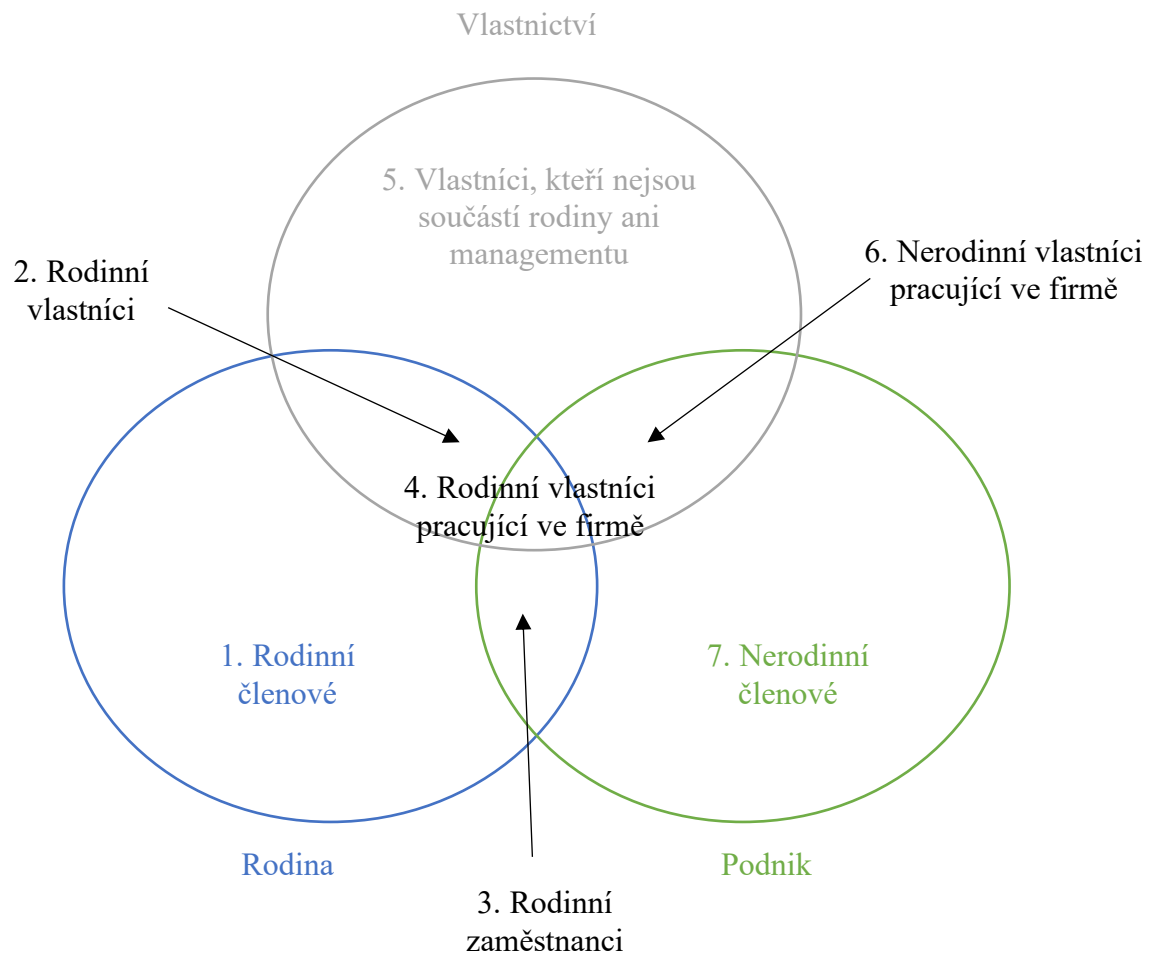 Vlastnictví
5. Vlastníci, kteří nejsou
součástí rodiny ani
managementu
2. Rodinní
vlastníci
6. Nerodinní vlastníci
pracující ve firmě
4. Rodinní vlastníci
pracující ve firmě
1. Rodinní
členové
7. Nerodinní
členové
Rodina
Podnik
3. Rodinní
zaměstnanci